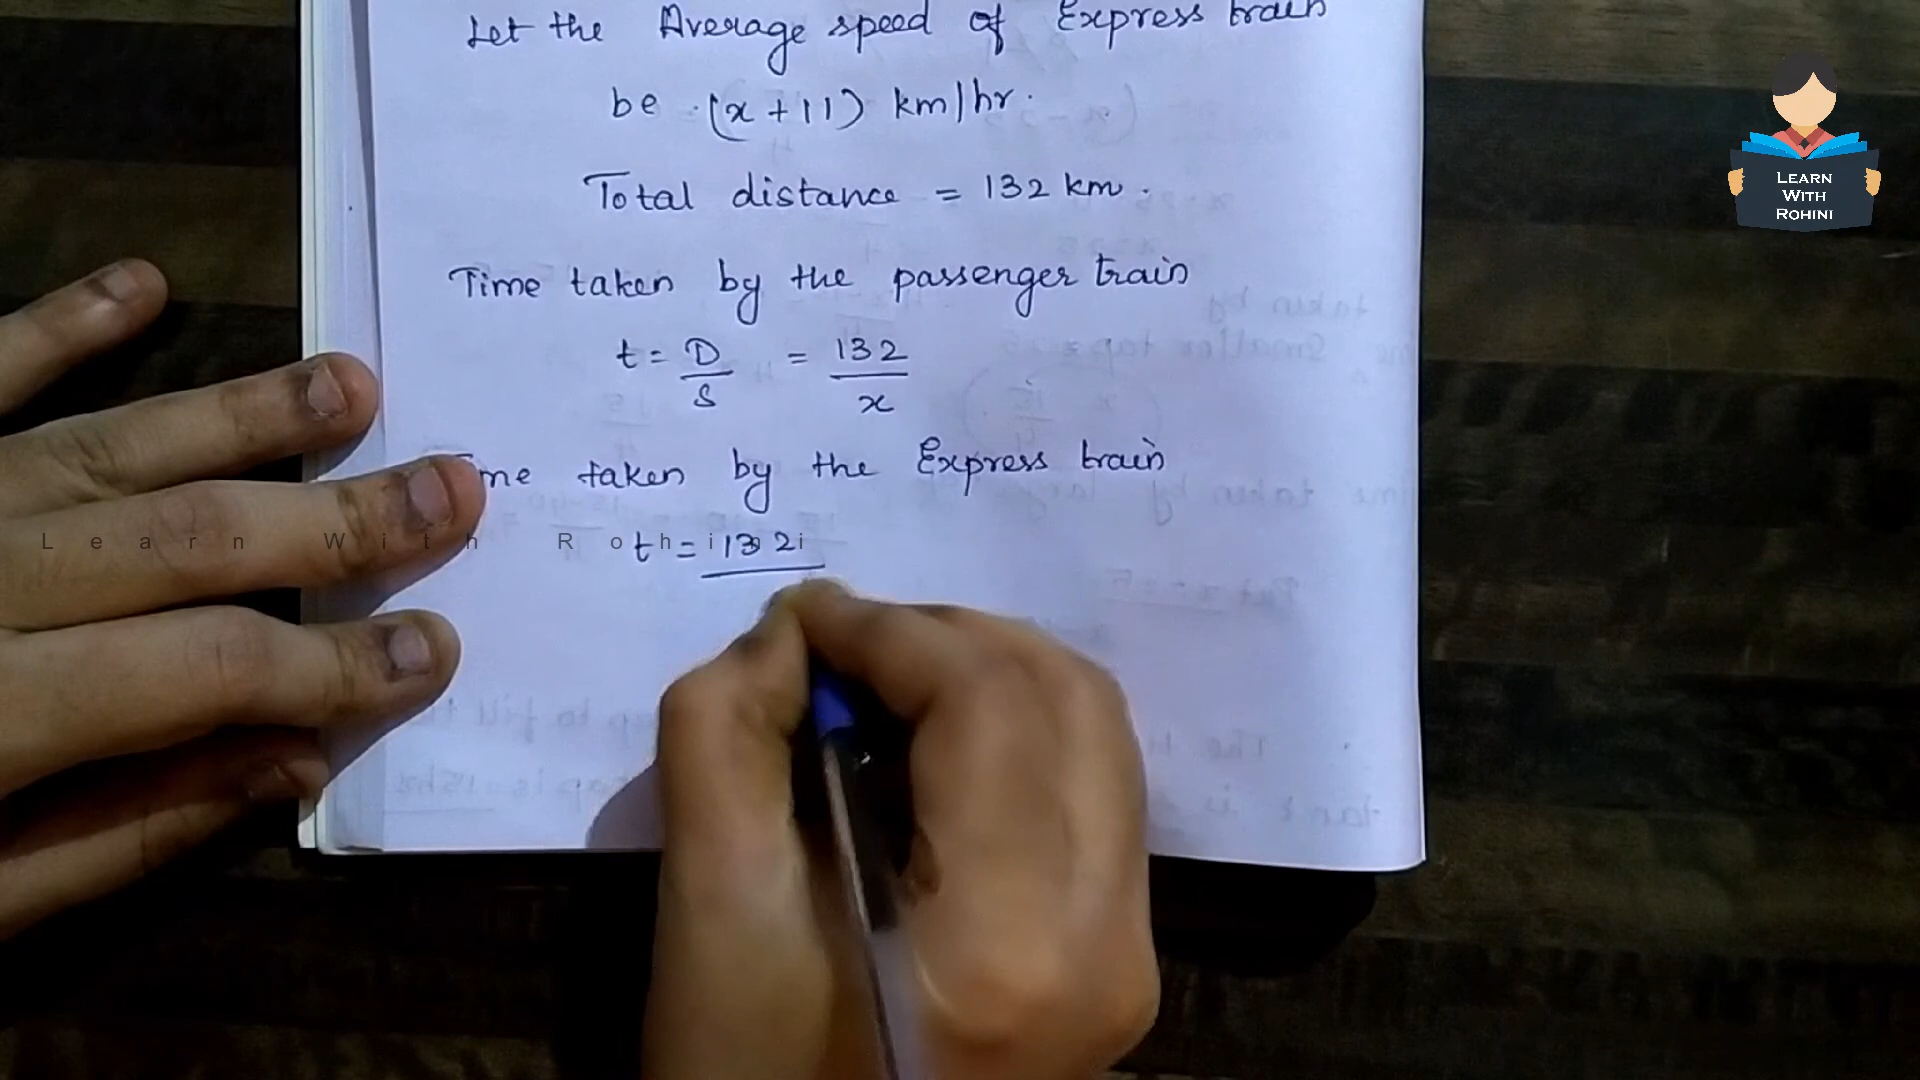 Let the Average speed of Express train
be (x + 11) km/hr.
Total distance = 132 km.
Time taken by the passenger train
t = D/S = 132/x
me taken by the Express train
t = 132
LEARN
WITH
ROHINI
Learn With Rohini